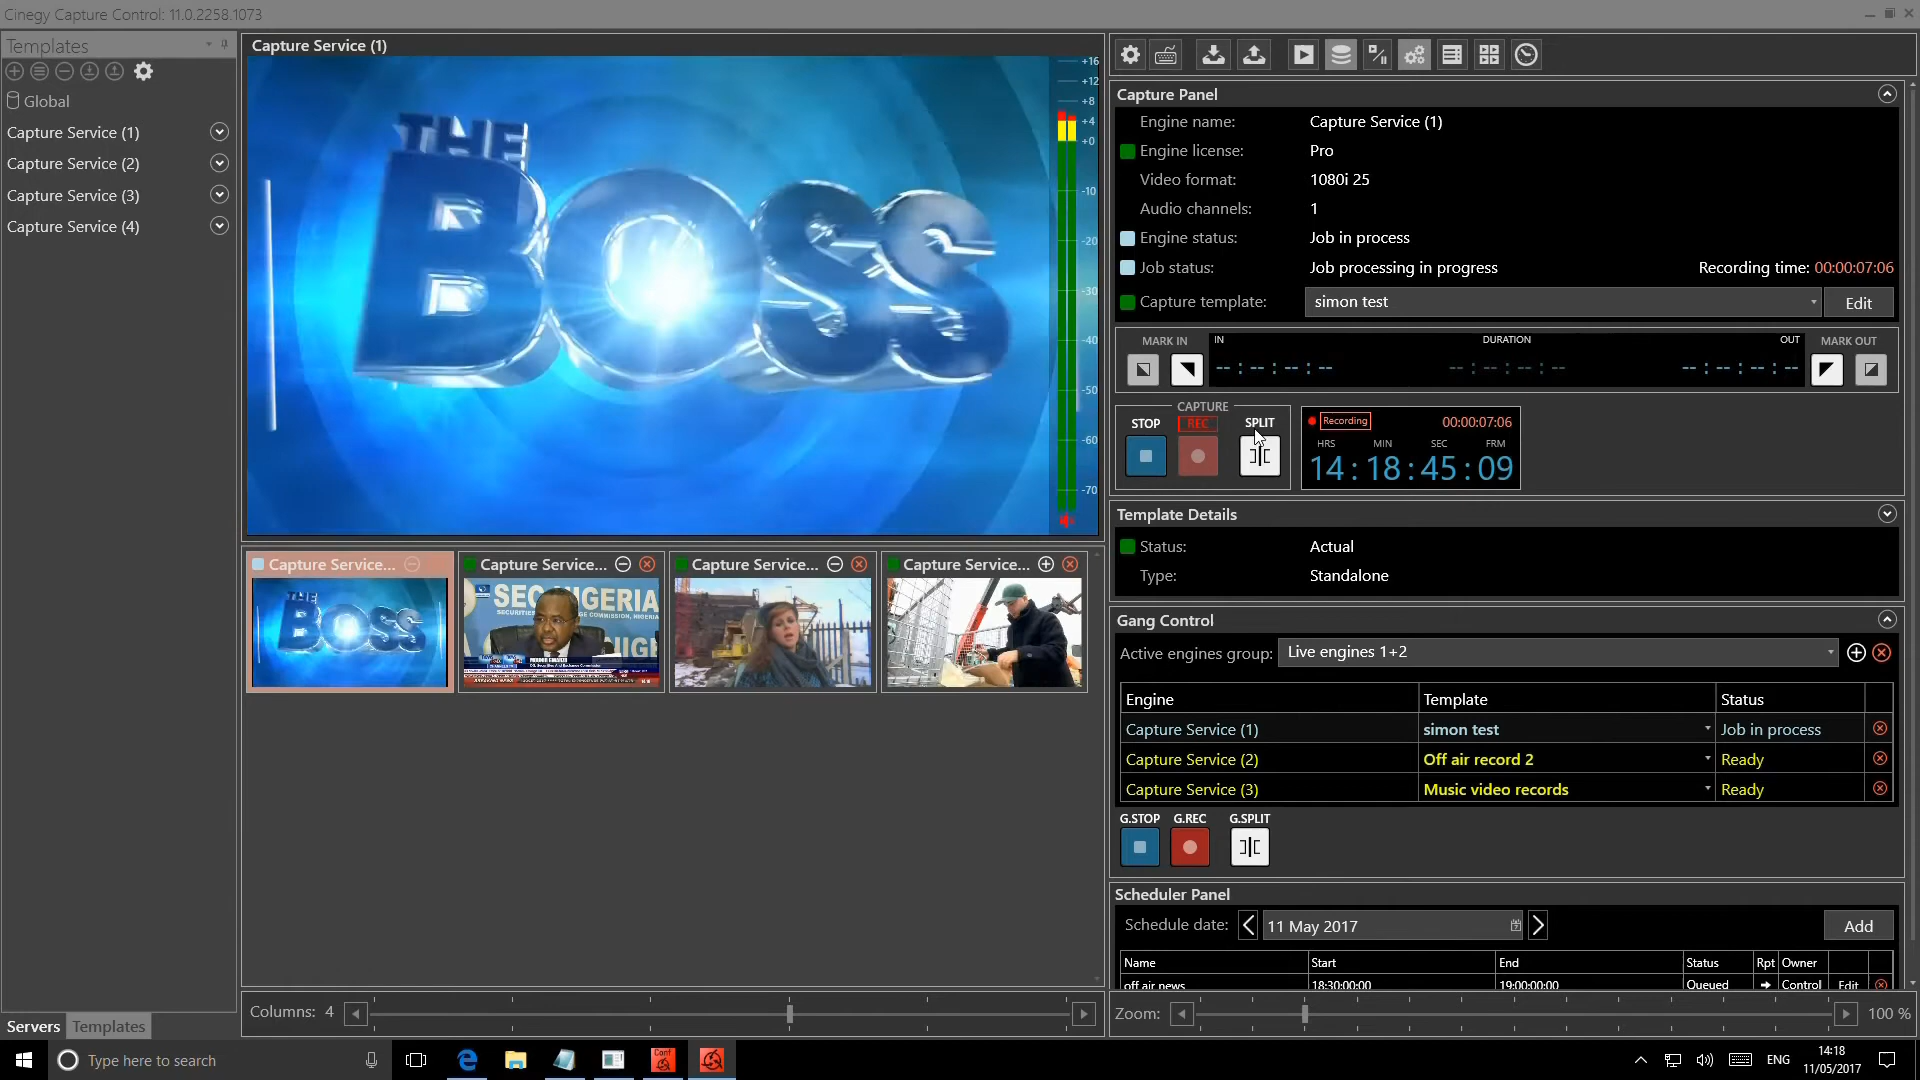 Cinegy Capture Control: 11.0.2258.1073
Templates
Global
Capture Service (1)
Capture Service (2)
Capture Service (3)
Capture Service (4)
Servers
Templates
Capture Service (1)
THE
BOSS
+16
+12
+8
+4
+0
-10
-20
-30
-40
-50
-60
-70
Capture Service...
THE
BOSS
Capture Service...
SEC NIGERIA
Capture Service...
Capture Service...
Columns: 4
Capture Panel
Engine name: Capture Service (1)
Engine license: Pro
Video format: 1080i 25
Audio channels: 1
Engine status: Job in process
Job status: Job processing in progress Recording time: 00:00:07:06
Capture template: simon test Edit
MARK IN IN DURATION OUT MARK OUT
-- : -- : -- : -- -- : -- : -- : -- -- : -- : -- : --
CAPTURE
STOP REC SPLIT
Recording 00:00:07:06
HRS MIN SEC FRM
14 : 18 : 45 : 09
Template Details
Status: Actual
Type: Standalone
Gang Control
Active engines group: Live engines 1+2
Engine Template Status
Capture Service (1) simon test Job in process
Capture Service (2) Off air record 2 Ready
Capture Service (3) Music video records Ready
G.STOP G.REC G.SPLIT
Scheduler Panel
Schedule date: 11 May 2017 Add
Name Start End Status Rpt Owner
off air news 18:30:00:00 19:00:00:00 Queued Control Edit
Zoom: 100 %
Type here to search
Conf
ENG
14:18
11/05/2017